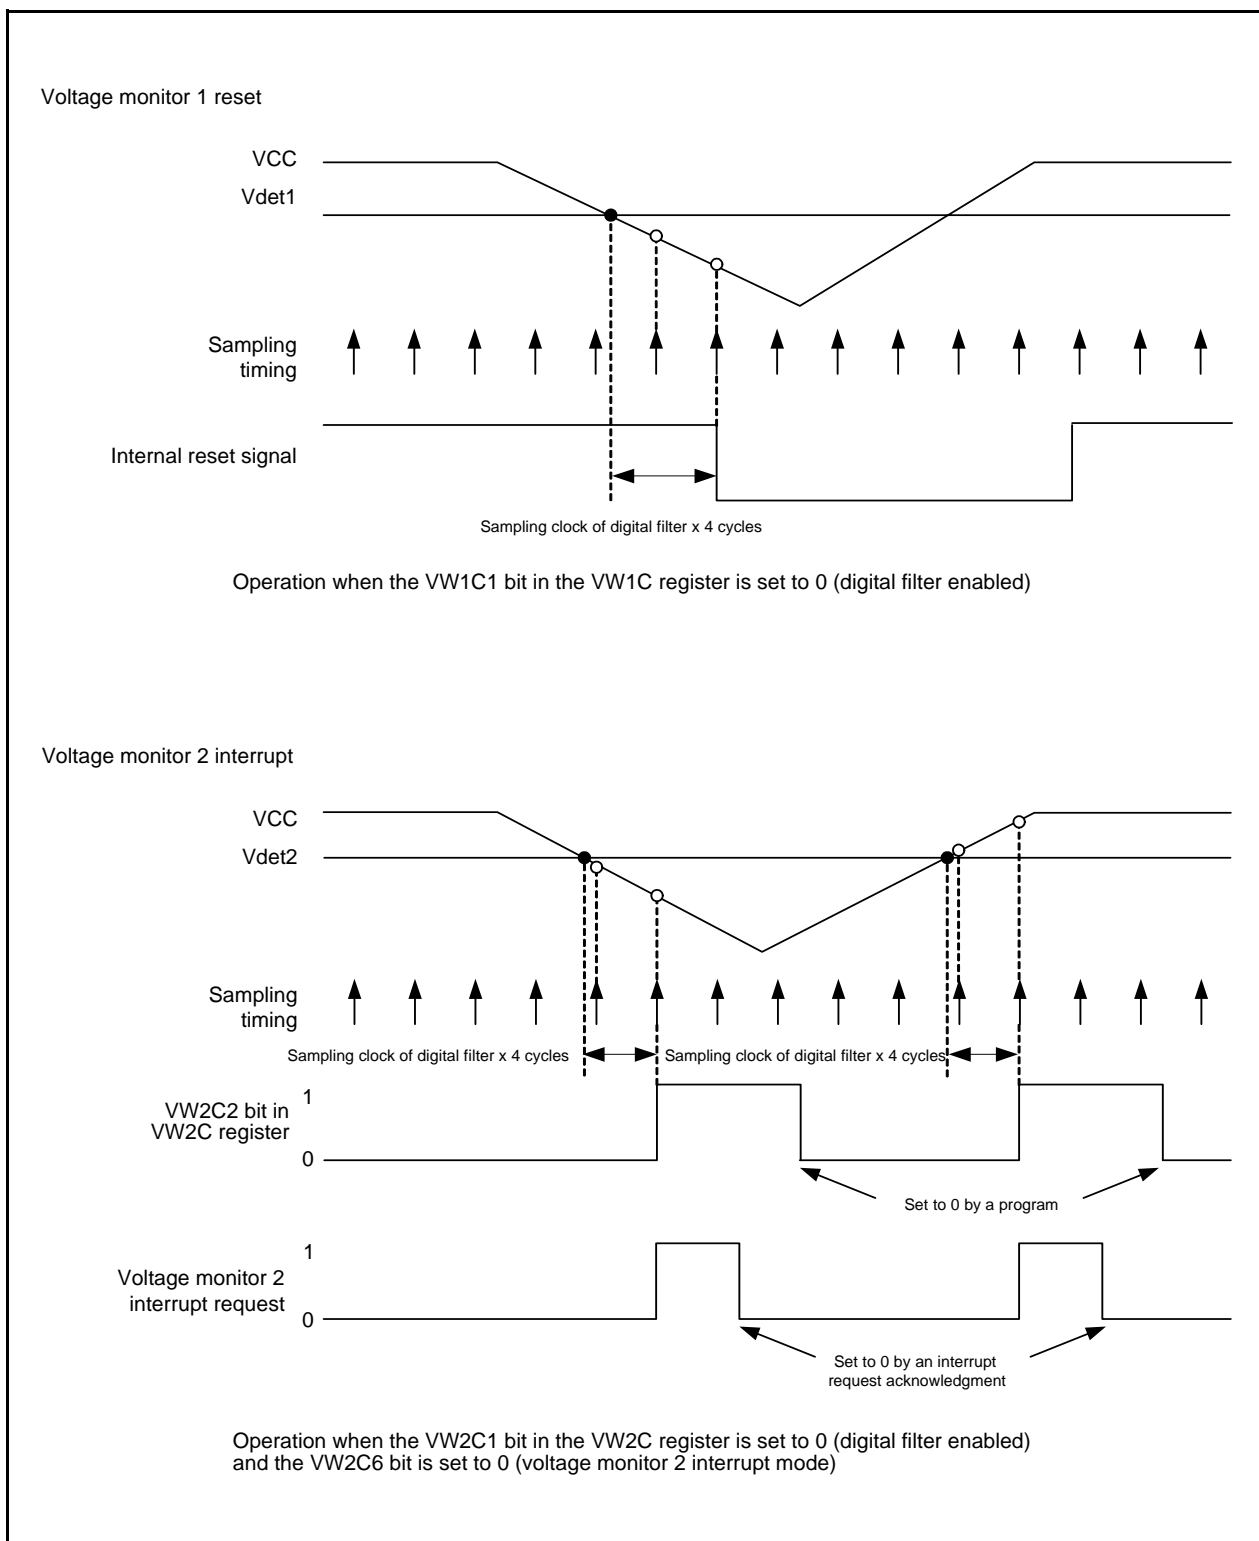 Voltage monitor 1 reset
VCC
Vdet1
Sampling
timing
Internal reset signal
Sampling clock of digital filter x 4 cycles
Operation when the VW1C1 bit in the VW1C register is set to 0 (digital filter enabled)
Voltage monitor 2 interrupt
VCC
Vdet2
Sampling
timing
Sampling clock of digital filter x 4 cycles
Sampling clock of digital filter x 4 cycles
1
VW2C2 bit in
VW2C register
0
Set to 0 by a program
1
Voltage monitor 2
interrupt request
0
Set to 0 by an interrupt
request acknowledgment
Operation when the VW2C1 bit in the VW2C register is set to 0 (digital filter enabled)
and the VW2C6 bit is set to 0 (voltage monitor 2 interrupt mode)